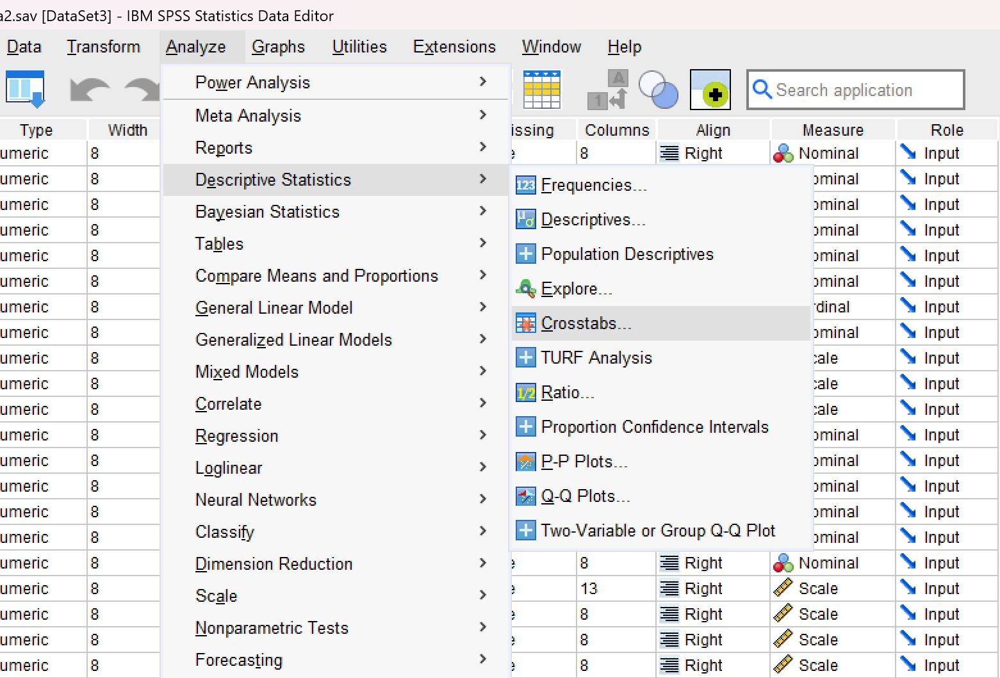 a2.sav [DataSet3] - IBM SPSS Statistics Data Editor
Data Transform Analyze Graphs Utilities Extensions Window Help
Search application
Type Width issing Columns Align Measure Role
Power Analysis
Meta Analysis
Reports
Descriptive Statistics
Bayesian Statistics
Tables
Compare Means and Proportions
General Linear Model
Generalized Linear Models
Mixed Models
Correlate
Regression
Loglinear
Neural Networks
Classify
Dimension Reduction
Scale
Nonparametric Tests
Forecasting
Frequencies...
Descriptives...
Population Descriptives
Explore...
Crosstabs...
TURF Analysis
Ratio...
Proportion Confidence Intervals
P-P Plots...
Q-Q Plots...
Two-Variable or Group Q-Q Plot
umeric 8 e 8 Right Nominal Input
umeric 8 ominal Input
umeric 8 ominal Input
umeric 8 ominal Input
umeric 8 ominal Input
umeric 8 ominal Input
umeric 8 rdinal Input
umeric 8 ominal Input
umeric 8 cale Input
umeric 8 cale Input
umeric 8 cale Input
umeric 8 ominal Input
umeric 8 ominal Input
umeric 8 ominal Input
umeric 8 ominal Input
umeric 8 ominal Input
umeric 8 e 8 Right Nominal Input
umeric 8 e 13 Right Scale Input
umeric 8 e 8 Right Scale Input
umeric 8 e 8 Right Scale Input
umeric 8 e 8 Right Scale Input